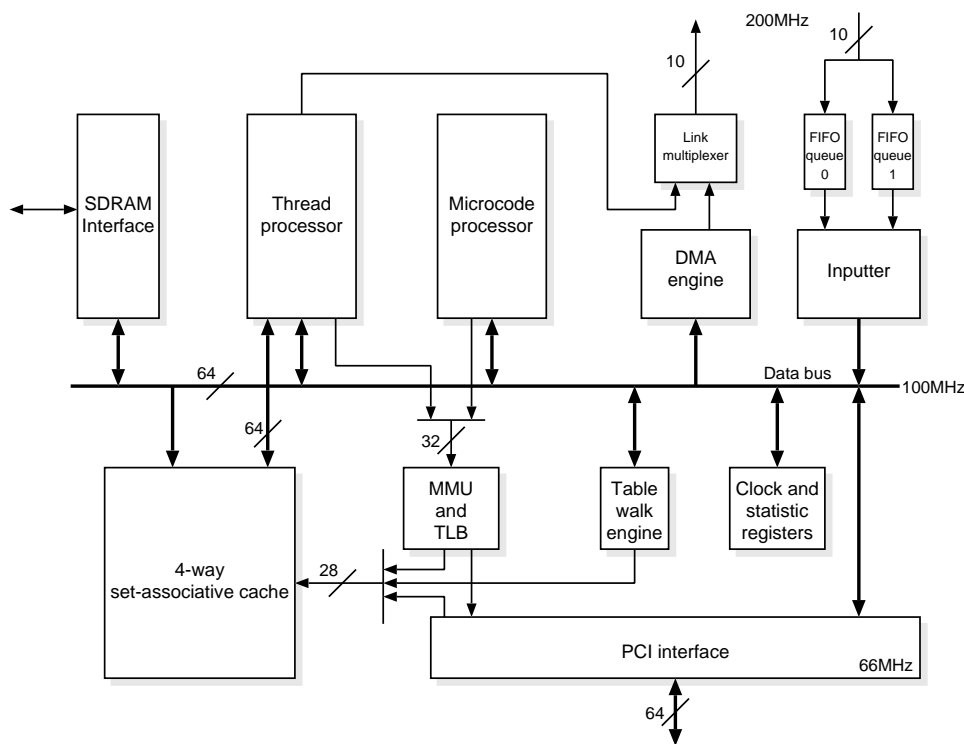 200MHz
10
10
SDRAM
Interface
Thread
processor
Microcode
processor
Link
multiplexer
FIFO
queue
0
FIFO
queue
1
DMA
engine
Inputter
64
Data bus
100MHz
64
32
MMU
and
TLB
Table
walk
engine
Clock and
statistic
registers
4-way
set-associative cache
28
PCI interface
66MHz
64